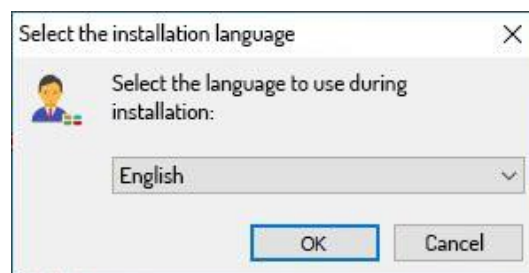 Select the installation language
Select the language to use during
installation:
English
OK
Cancel